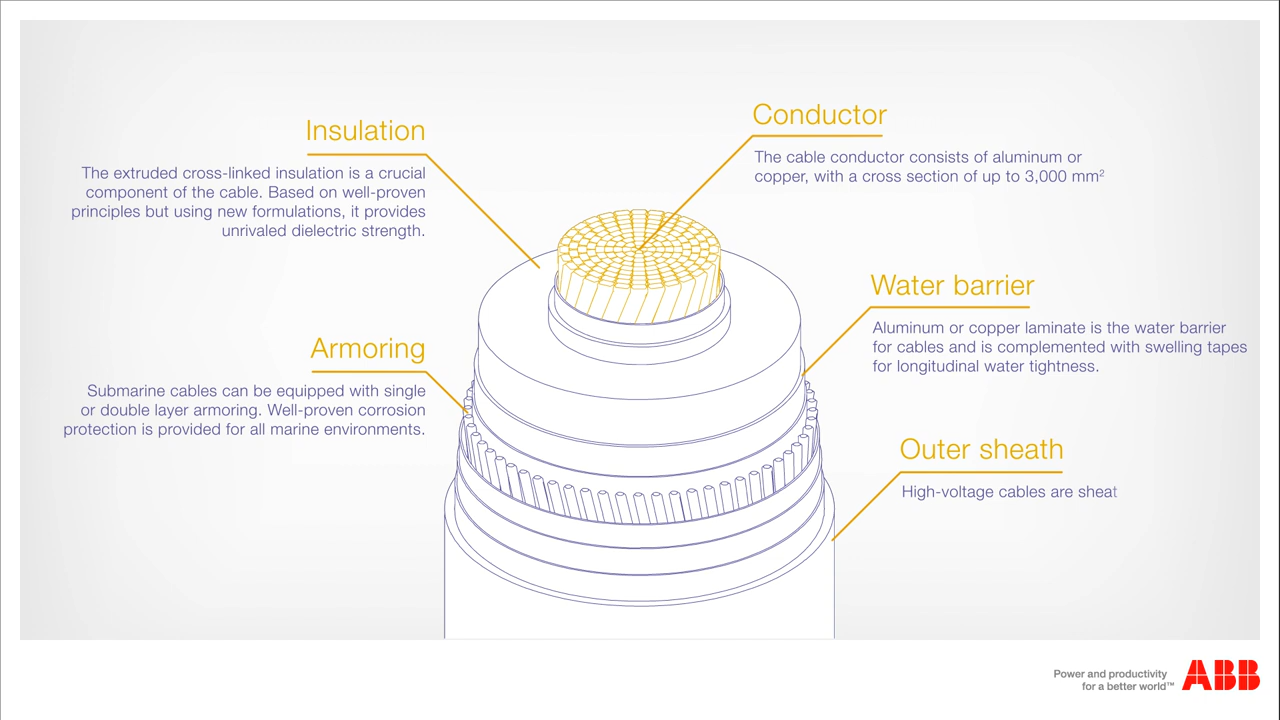 Insulation
The extruded cross-linked insulation is a crucial
component of the cable. Based on well-proven
principles but using new formulations, it provides
unrivaled dielectric strength.
Conductor
The cable conductor consists of aluminum or
copper, with a cross section of up to 3,000 mm²
Water barrier
Aluminum or copper laminate is the water barrier
for cables and is complemented with swelling tapes
for longitudinal water tightness.
Armoring
Submarine cables can be equipped with single
or double layer armoring. Well-proven corrosion
protection is provided for all marine environments.
Outer sheath
High-voltage cables are sheat
Power and productivity
for a better world™
ABB